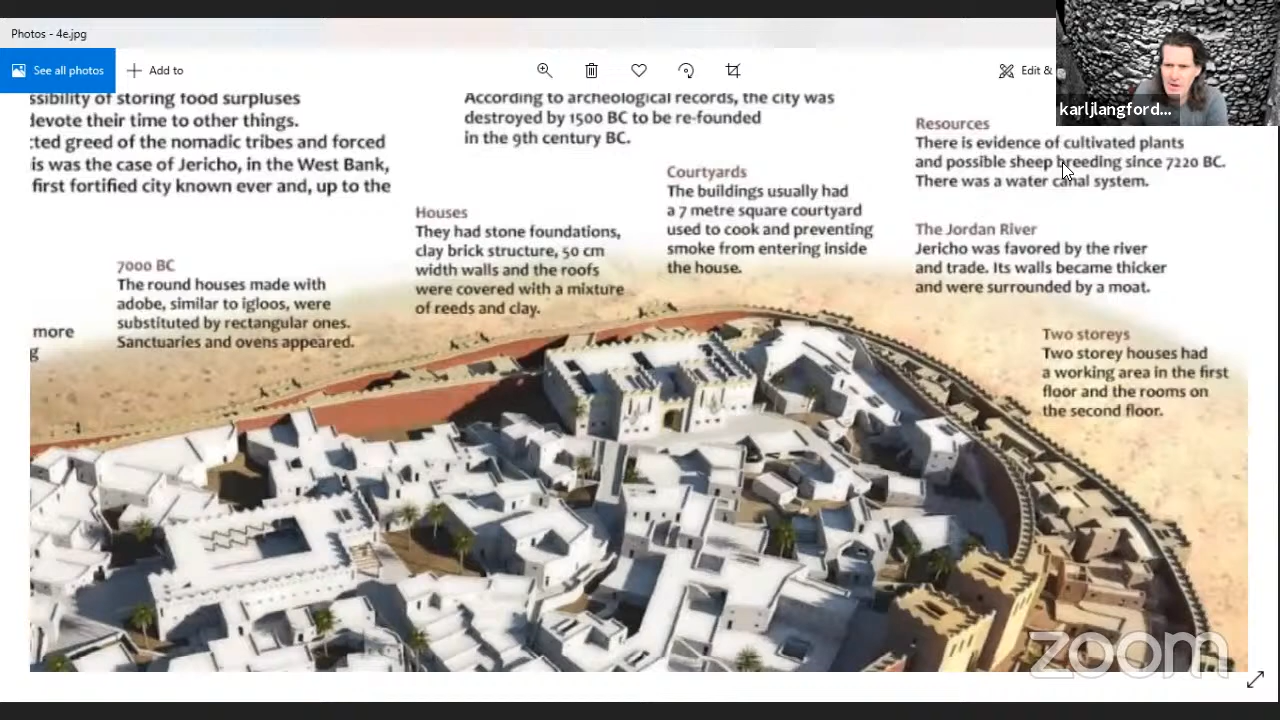 Photos - 4e.jpg
See all photos
Add to
Edit &
karljlangford...
ssibility of storing food surpluses
devote their time to other things.
cted greed of the nomadic tribes and forced
is was the case of Jericho, in the West Bank,
first fortified city known ever and, up to the
According to archeological records, the city was
destroyed by 1500 BC to be re-founded
in the 9th century BC.
Resources
There is evidence of cultivated plants
and possible sheep breeding since 7220 BC.
There was a water canal system.
Courtyards
The buildings usually had
a 7 metre square courtyard
used to cook and preventing
smoke from entering inside
the house.
Houses
They had stone foundations,
clay brick structure, 50 cm
width walls and the roofs
were covered with a mixture
of reeds and clay.
The Jordan River
Jericho was favored by the river
and trade. Its walls became thicker
and were surrounded by a moat.
7000 BC
The round houses made with
adobe, similar to igloos, were
substituted by rectangular ones.
Sanctuaries and ovens appeared.
more
g
Two storeys
Two storey houses had
a working area in the first
floor and the rooms on
the second floor.
zoom